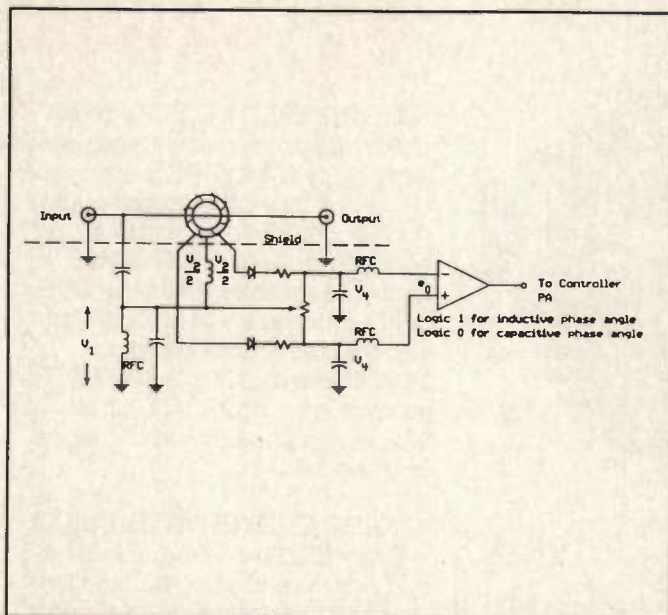 Input
Output
Shield
V/2 V/2
RFC
V4
e0
To Controller
PA
Logic 1 for inductive phase angle
Logic 0 for capacitive phase angle
V1
RFC
RFC
V4